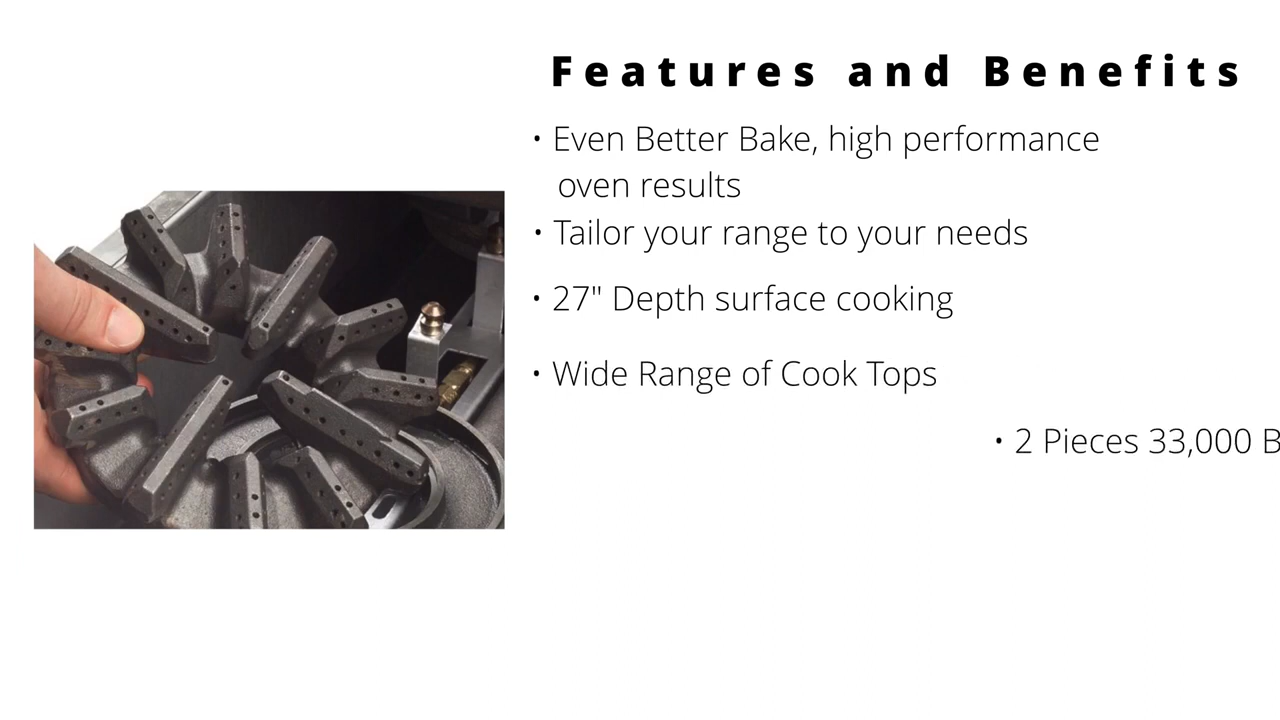 Features and Benefits
• Even Better Bake, high performance
oven results
• Tailor your range to your needs
• 27" Depth surface cooking
• Wide Range of Cook Tops
• 2 Pieces 33,000 B